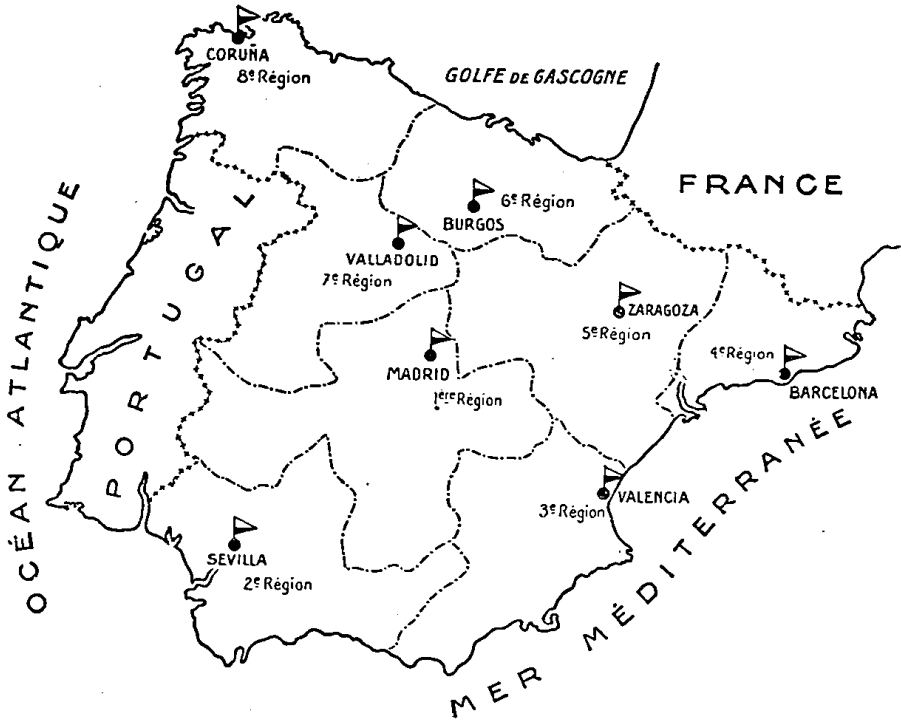 CORUÑA
8e Région
GOLFE DE GASCOGNE
FRANCE
6e Région
BURGOS
VALLADOLID
7e Région
ZARAGOZA
5e Région
4e Région
BARCELONA
MADRID
1ère Région
VALENCIA
3e Région
SEVILLA
2e Région
PORTUGAL
OCÉAN ATLANTIQUE
MER MÉDITERRANÉE